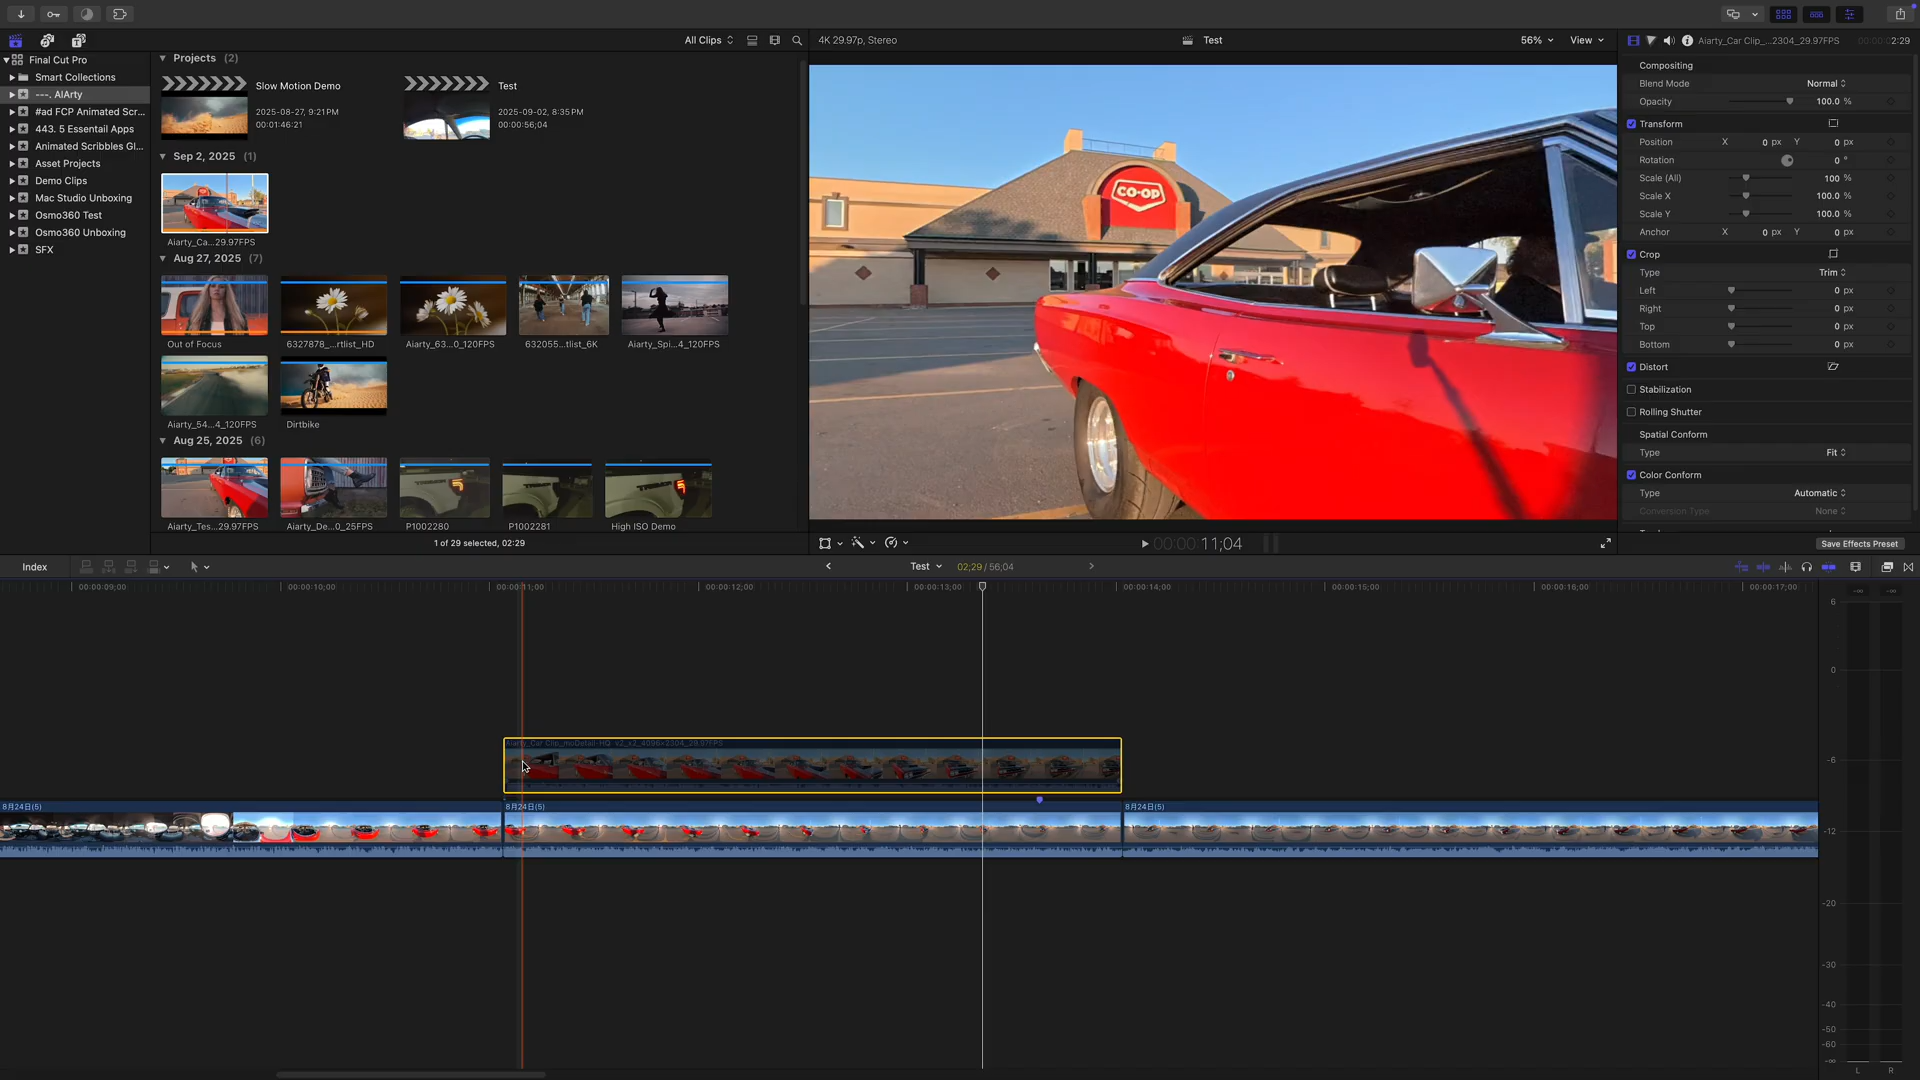 All Clips
4K 29.97p, Stereo
Test
56%
View
Aiarty_Car Clip_...2304_29.97FPS
00:00:02:29
Final Cut Pro
Smart Collections
---. AIArty
#ad FCP Animated Scr...
443. 5 Essentail Apps
Animated Scribbles Gl...
Asset Projects
Demo Clips
Mac Studio Unboxing
Osmo360 Test
Osmo360 Unboxing
SFX
Projects (2)
Slow Motion Demo
2025-08-27, 9:21 PM
00:01:46:21
Test
2025-09-02, 8:35 PM
00:00:56;04
Sep 2, 2025 (1)
Aiarty_Ca...29.97FPS
Aug 27, 2025 (7)
Out of Focus
6327878_...rtlist_HD
Aiarty_63...0_120FPS
632055...tlist_6K
Aiarty_Spi...4_120FPS
Aiarty_54...4_120FPS
Dirtbike
Aug 25, 2025 (6)
Aiarty_Tes...29.97FPS
Aiarty_De...0_25FPS
P1002280
P1002281
High ISO Demo
1 of 29 selected, 02:29
CO-OP
00:00:11;04
Compositing
Blend Mode Normal
Opacity 100.0 %
Transform
Position X 0 px Y 0 px
Rotation 0 °
Scale (All) 100 %
Scale X 100.0 %
Scale Y 100.0 %
Anchor X 0 px Y 0 px
Crop
Type Trim
Left 0 px
Right 0 px
Top 0 px
Bottom 0 px
Distort
Stabilization
Rolling Shutter
Spatial Conform
Type Fit
Color Conform
Type Automatic
Conversion Type None
Save Effects Preset
Index
Test 02:29 / 56;04
00:00:09;00 00:00:10;00 00:00:11;00 00:00:12;00 00:00:13;00 00:00:14;00 00:00:15;00 00:00:16;00 00:00:17;00
Aiarty_Car Clip_moDetail-HQ v2_x2_4096x2304_29.97FPS
8月24日(5) 8月24日(5) 8月24日(5)
-∞ -∞
6
0
-6
-12
-20
-30
-40
-50
-60
-∞
L R